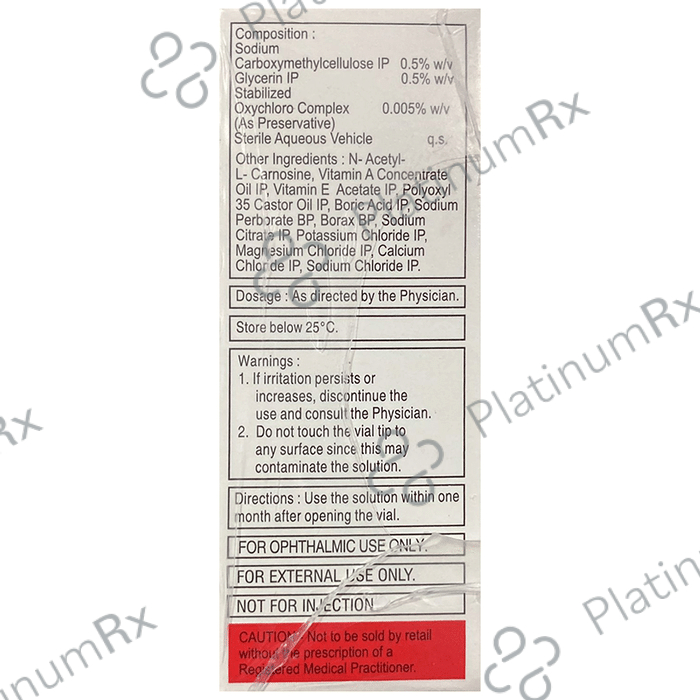 Composition :
Sodium
Carboxymethylcellulose IP 0.5% w/v
Glycerin IP 0.5% w/v
Stabilized
Oxychloro Complex 0.005% w/v
(As Preservative)
Sterile Aqueous Vehicle q.s.
Other Ingredients : N- Acetyl-
L- Carnosine, Vitamin A Concentrate
Oil IP, Vitamin E Acetate IP, Polyoxyl
35 Castor Oil IP, Boric Acid IP, Sodium
Perborate BP, Borax BP, Sodium
Citrate IP, Potassium Chloride IP,
Magnesium Chloride IP, Calcium
Chloride IP, Sodium Chloride IP.
Dosage : As directed by the Physician.
Store below 25°C.
Warnings :
1. If irritation persists or
increases, discontinue the
use and consult the Physician.
2. Do not touch the vial tip to
any surface since this may
contaminate the solution.
Directions : Use the solution within one
month after opening the vial.
FOR OPHTHALMIC USE ONLY.
FOR EXTERNAL USE ONLY.
NOT FOR INJECTION
CAUTION : Not to be sold by retail
without the prescription of a
Registered Medical Practitioner.
PlatinumRx
PlatinumRx
PlatinumRx
Rx
PlatinumRx
tinumRx